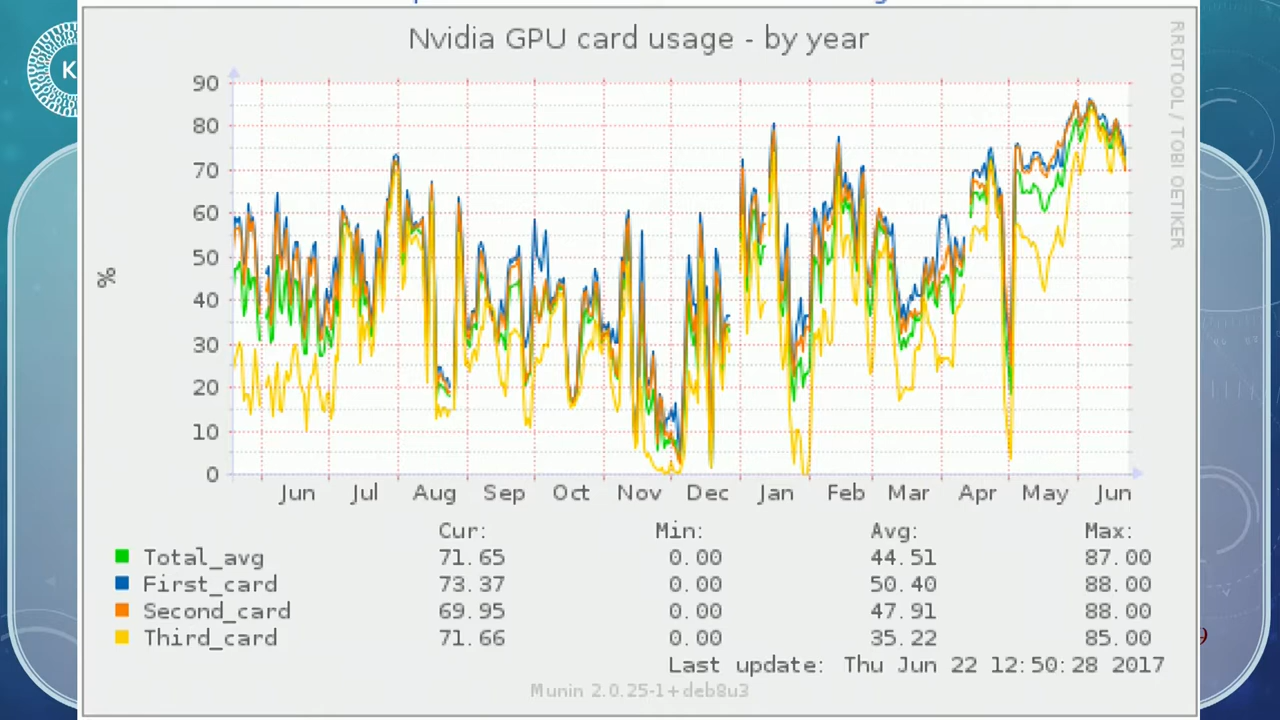 Nvidia GPU card usage - by year
RRDTOOL / TOBI OETIKER
K
%
90
80
70
60
50
40
30
20
10
0
Jun Jul Aug Sep Oct Nov Dec Jan Feb Mar Apr May Jun
Cur: Min: Avg: Max:
Total_avg 71.65 0.00 44.51 87.00
First_card 73.37 0.00 50.40 88.00
Second_card 69.95 0.00 47.91 88.00
Third_card 71.66 0.00 35.22 85.00
Last update: Thu Jun 22 12:50:28 2017
Munin 2.0.25-1+deb8u3